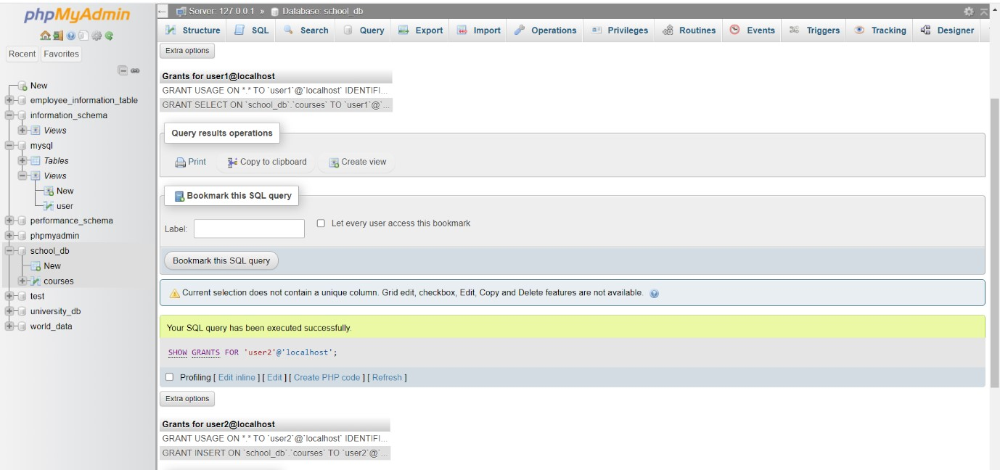 phpMyAdmin
Recent Favorites
New
employee_information_table
information_schema
Views
mysql
Tables
Views
New
user
performance_schema
phpmyadmin
school_db
New
courses
test
university_db
world_data
Server: 127.0.0.1 » Database: school_db
Structure SQL Search Query Export Import Operations Privileges Routines Events Triggers Tracking Designer
Extra options
Grants for user1@localhost
GRANT USAGE ON *.* TO `user1`@`localhost` IDENTIFI...
GRANT SELECT ON `school_db`.`courses` TO `user1`@`...
Query results operations
Print Copy to clipboard Create view
Bookmark this SQL query
Label: Let every user access this bookmark
Bookmark this SQL query
Current selection does not contain a unique column. Grid edit, checkbox, Edit, Copy and Delete features are not available.
Your SQL query has been executed successfully.
SHOW GRANTS FOR 'user2'@'localhost';
Profiling [ Edit inline ] [ Edit ] [ Create PHP code ] [ Refresh ]
Extra options
Grants for user2@localhost
GRANT USAGE ON *.* TO `user2`@`localhost` IDENTIFI...
GRANT INSERT ON `school_db`.`courses` TO `user2`@`...